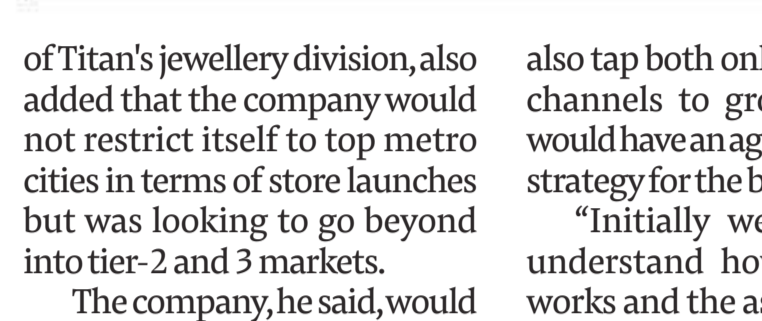 of Titan's jewellery division, also
added that the company would
not restrict itself to top metro
cities in terms of store launches
but was looking to go beyond
into tier-2 and 3 markets.
The company, he said, would
also tap both
channels to
would have an
strategy for the
“Initially
understand
works and the